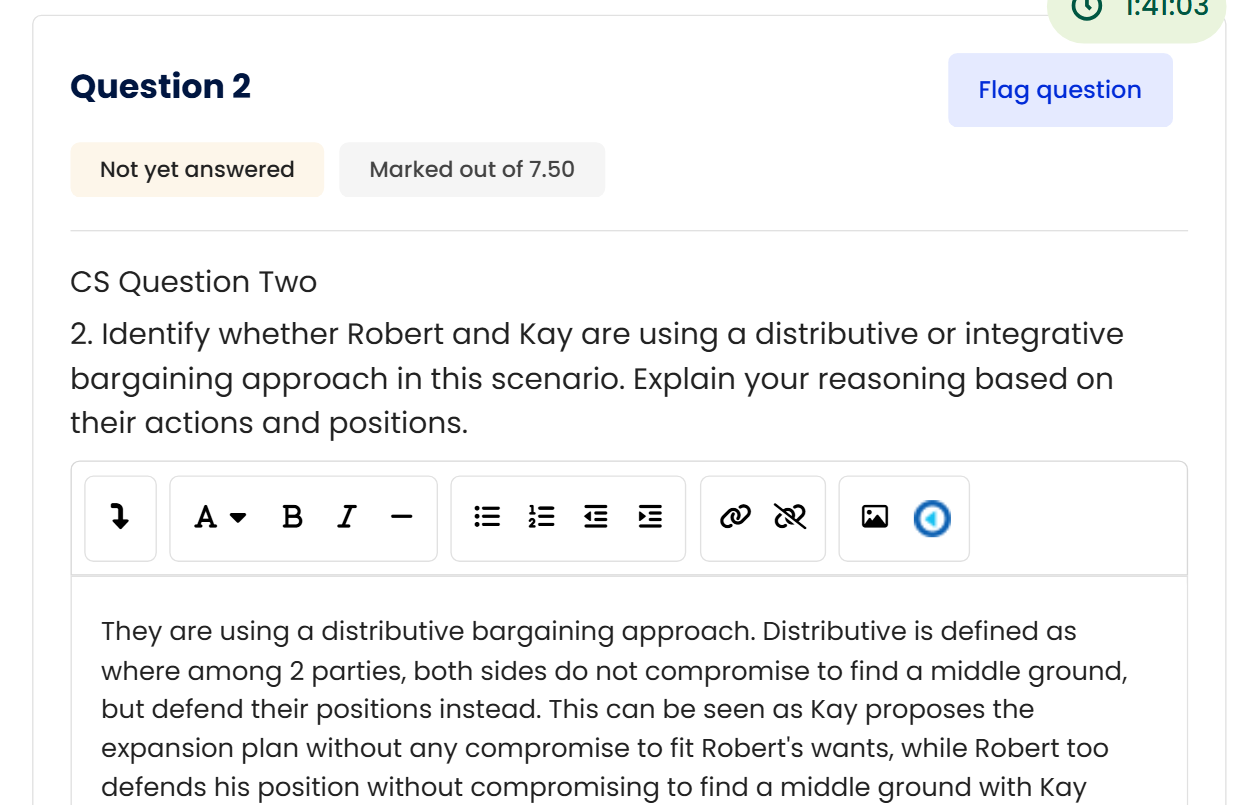 1:41:03
Question 2
Flag question
Not yet answered
Marked out of 7.50
CS Question Two
2. Identify whether Robert and Kay are using a distributive or integrative
bargaining approach in this scenario. Explain your reasoning based on
their actions and positions.
A B I
They are using a distributive bargaining approach. Distributive is defined as
where among 2 parties, both sides do not compromise to find a middle ground,
but defend their positions instead. This can be seen as Kay proposes the
expansion plan without any compromise to fit Robert's wants, while Robert too
defends his position without compromising to find a middle ground with Kay